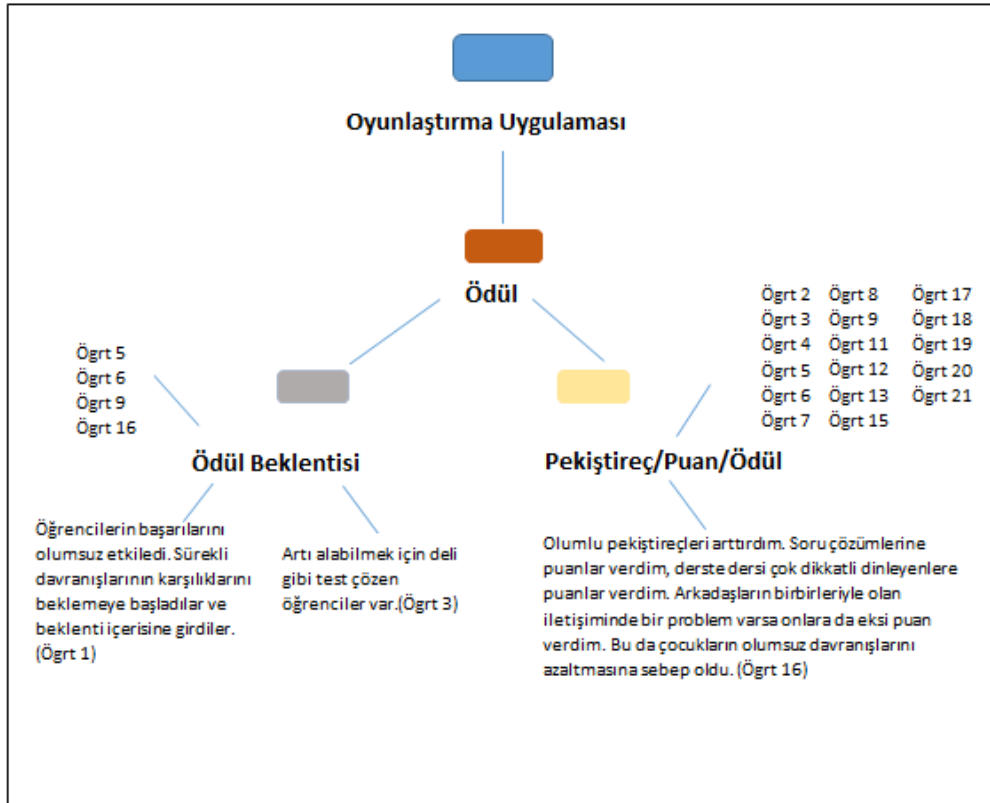 Oyunlaştırma Uygulaması
Ödül
Ögrt 5
Ögrt 6
Ögrt 9
Ögrt 16
Ögrt 2 Ögrt 8 Ögrt 17
Ögrt 3 Ögrt 9 Ögrt 18
Ögrt 4 Ögrt 11 Ögrt 19
Ögrt 5 Ögrt 12 Ögrt 20
Ögrt 6 Ögrt 13 Ögrt 21
Ögrt 7 Ögrt 15
Ödül Beklentisi
Pekiştireç/Puan/Ödül
Öğrencilerin başarılarını
olumsuz etkiledi. Sürekli
davranışlarının karşılıklarını
beklemeye başladılar ve
beklenti içerisine girdiler.
(Ögrt 1)
Artı alabilmek için deli
gibi test çözen
öğrenciler var.(Ögrt 3)
Olumlu pekiştireçleri arttırdım. Soru çözümlerine
puanlar verdim, derste dersi çok dikkatli dinleyenlere
puanlar verdim. Arkadaşların birbirleriyle olan
iletişiminde bir problem varsa onlara da eksi puan
verdim. Bu da çocukların olumsuz davranışlarını
azaltmasına sebep oldu. (Ögrt 16)